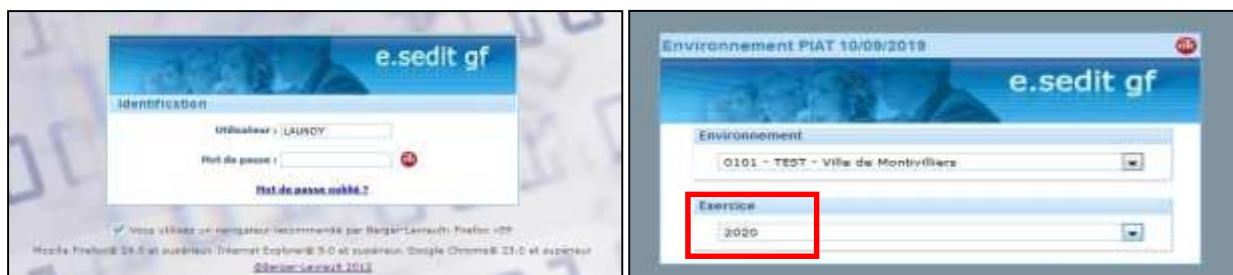 e.sedit gf
Identification
Utilisateur : LAUNOY
Mot de passe :
ok
Mot de passe oublié ?
Vous utilisez un navigateur recommandé par Berger-Levrault: Firefox
Mozilla Firefox® 24.0 et supérieur, Internet Explorer® 9.0 et supérieur, Google Chrome® 23.0 et supérieur
©Berger-Levrault 2012
Environnement PIAT 10/09/2019
ok
e.sedit gf
Environnement
0101 - TEST - Ville de Montivilliers
Exercice
2020